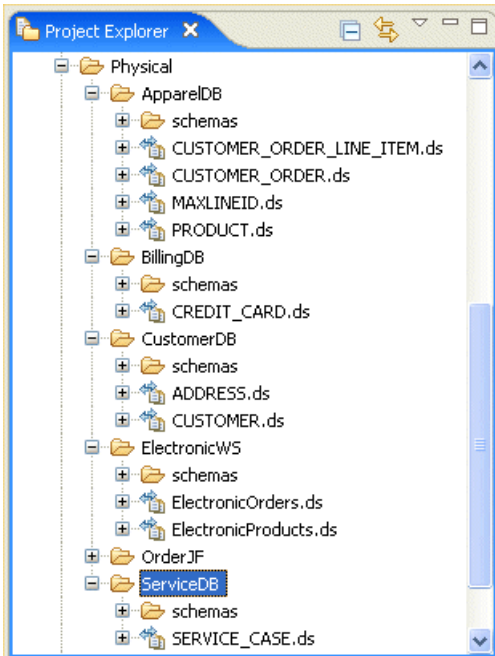 Project Explorer
Physical
ApparelDB
schemas
CUSTOMER_ORDER_LINE_ITEM.ds
CUSTOMER_ORDER.ds
MAXLINEID.ds
PRODUCT.ds
BillingDB
schemas
CREDIT_CARD.ds
CustomerDB
schemas
ADDRESS.ds
CUSTOMER.ds
ElectronicWS
schemas
ElectronicOrders.ds
ElectronicProducts.ds
OrderJF
ServiceDB
schemas
SERVICE_CASE.ds